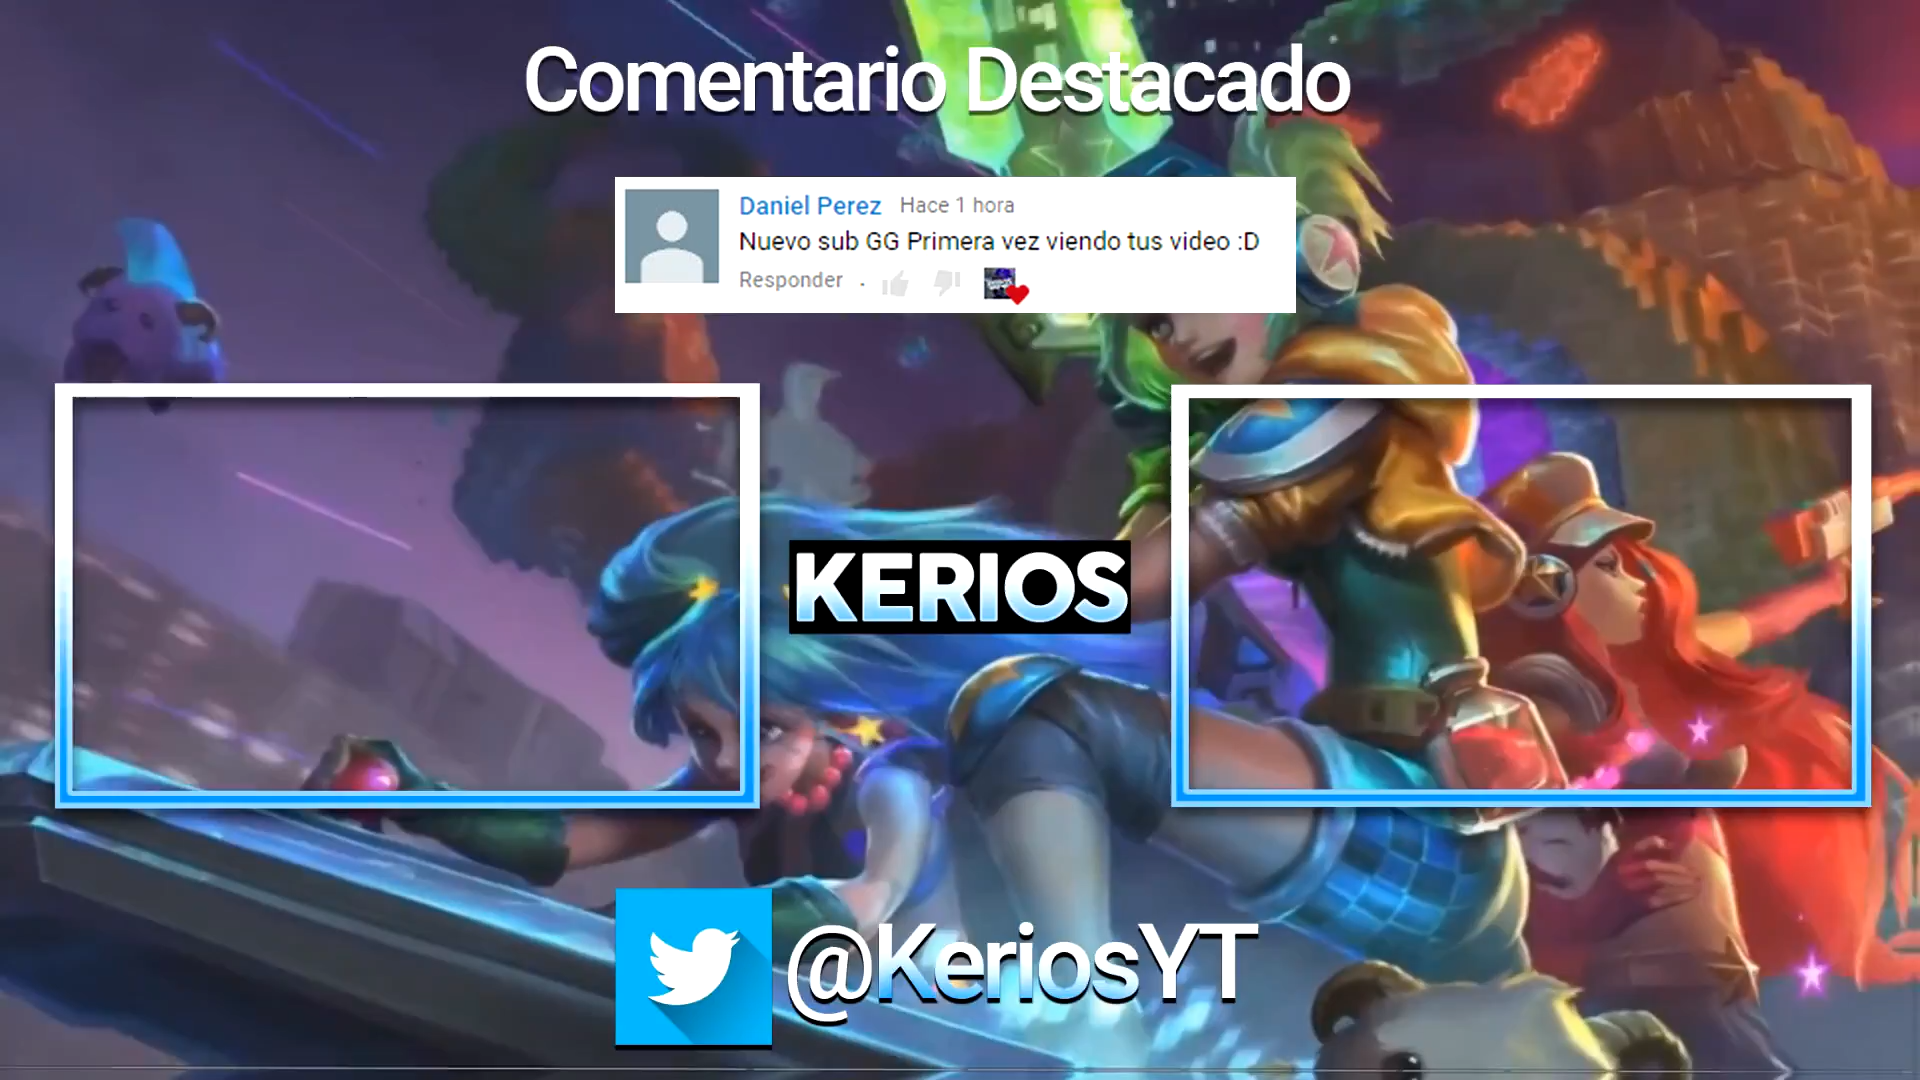 Comentario Destacado
Daniel Perez Hace 1 hora
Nuevo sub GG Primera vez viendo tus video :D
Responder
KERIOS
@KeriosYT